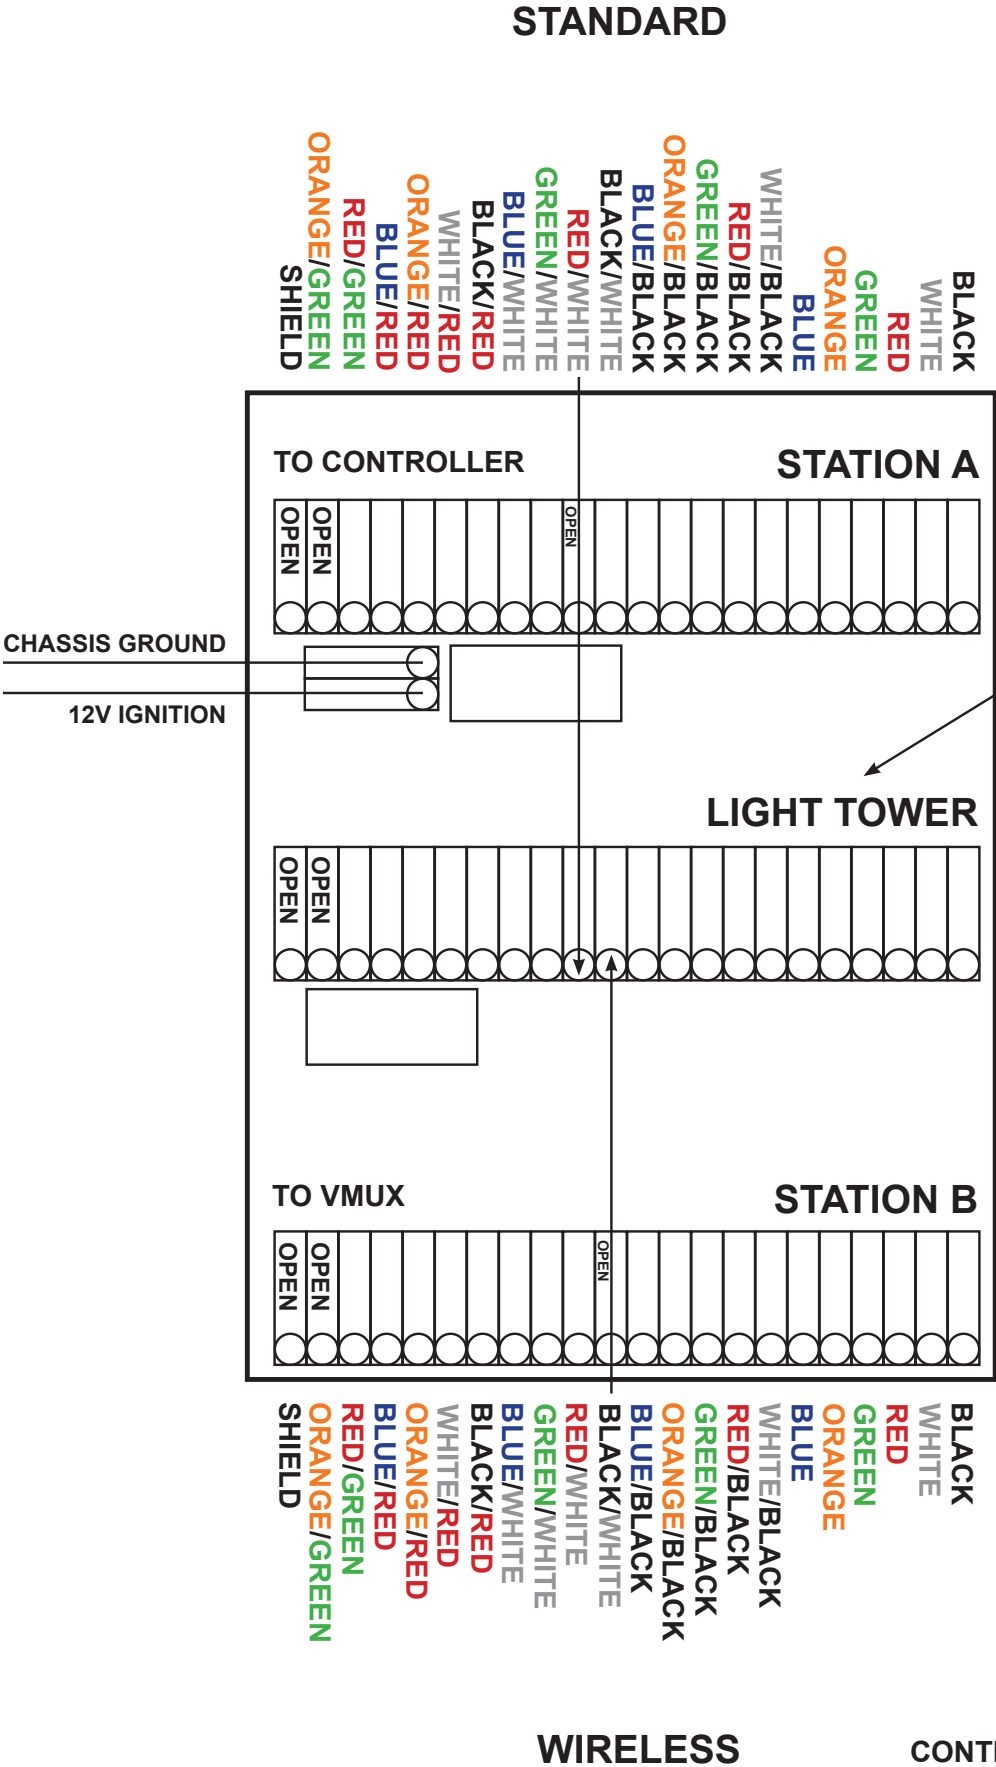 STANDARD
SHIELD
ORANGE/GREEN
RED/GREEN
BLUE/RED
ORANGE/RED
WHITE/RED
BLACK/RED
BLUE/WHITE
GREEN/WHITE
RED/WHITE
BLACK/WHITE
BLUE/BLACK
ORANGE/BLACK
GREEN/BLACK
RED/BLACK
WHITE/BLACK
BLUE
ORANGE
GREEN
RED
WHITE
BLACK
TO CONTROLLER
STATION A
OPEN
OPEN
OPEN
CHASSIS GROUND
12V IGNITION
LIGHT TOWER
OPEN
OPEN
TO VMUX
STATION B
OPEN
OPEN
OPEN
SHIELD
ORANGE/GREEN
RED/GREEN
BLUE/RED
ORANGE/RED
WHITE/RED
BLACK/RED
BLUE/WHITE
GREEN/WHITE
RED/WHITE
BLACK/WHITE
BLUE/BLACK
ORANGE/BLACK
GREEN/BLACK
RED/BLACK
WHITE/BLACK
BLUE
ORANGE
GREEN
RED
WHITE
BLACK
WIRELESS